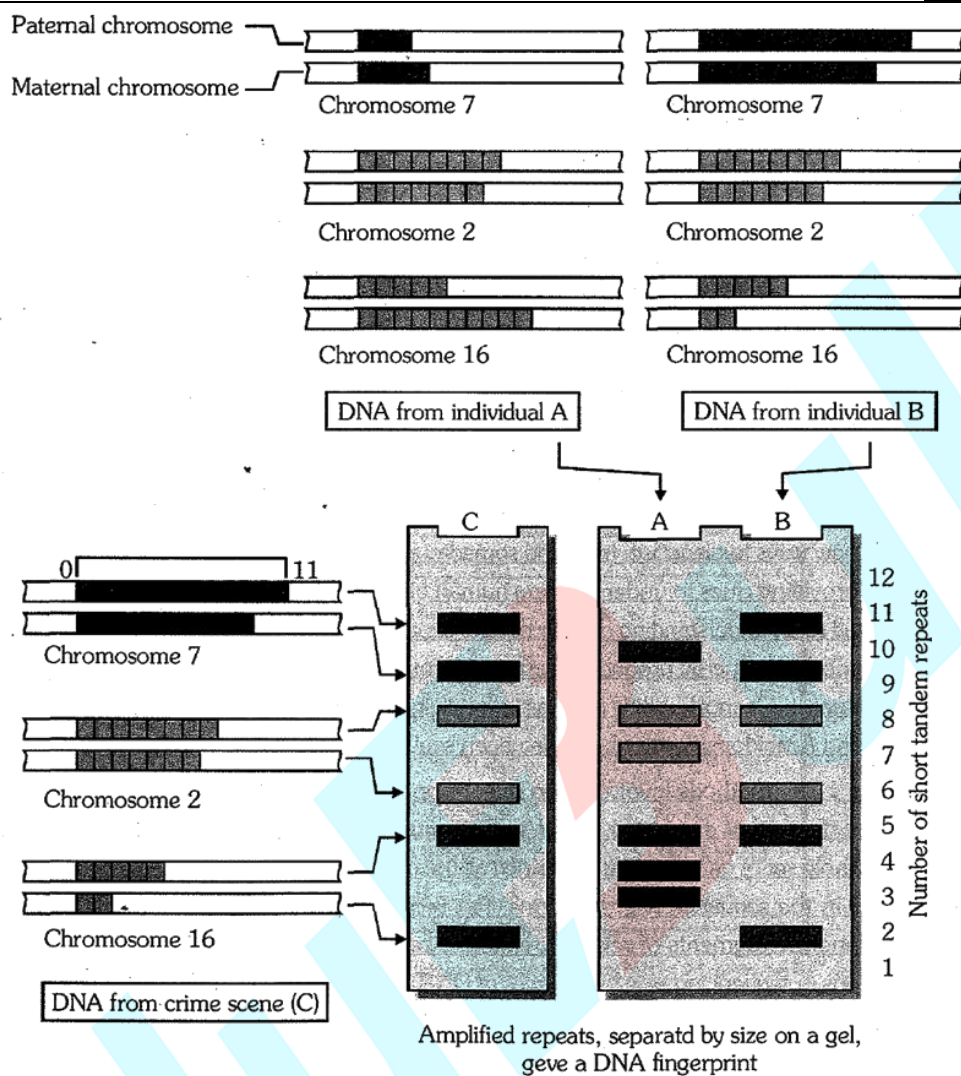 Paternal chromosome
Maternal chromosome
Chromosome 7
Chromosome 7
Chromosome 2
Chromosome 2
Chromosome 16
Chromosome 16
DNA from individual A
DNA from individual B
C
A
B
0
11
Chromosome 7
Chromosome 2
Chromosome 16
DNA from crime scene (C)
12
11
10
9
8
7
6
5
4
3
2
1
Number of short tandem repeats
Amplified repeats, separatd by size on a gel,
geve a DNA fingerprint